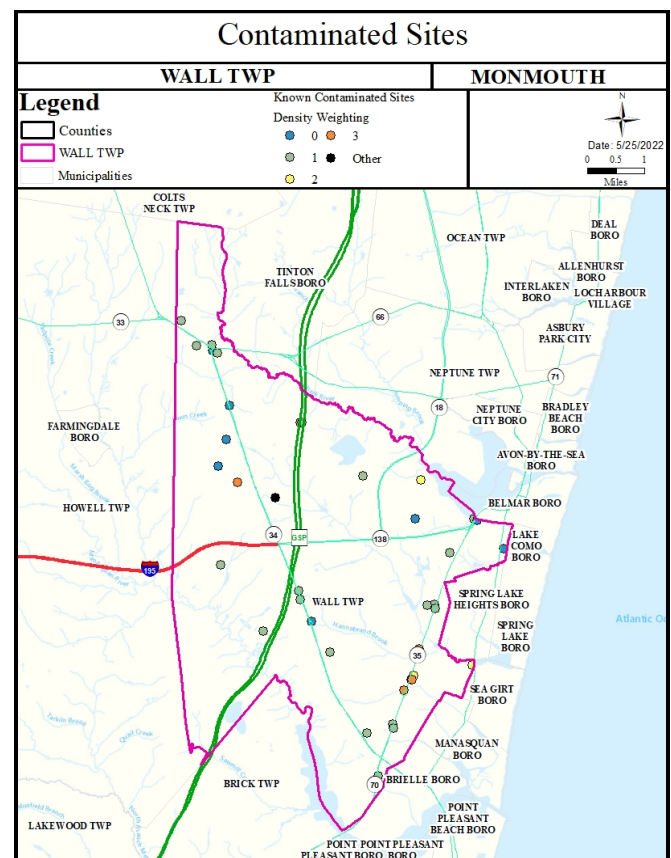 Contaminated Sites
WALL TWP
MONMOUTH
Legend
Counties
WALL TWP
Municipalities
Known Contaminated Sites
Density Weighting
0
3
1
Other
2
N
Date: 5/25/2022
0 0.5 1
Miles
COLTS
NECK TWP
DEAL
BORO
OCEAN TWP
TINTON
FALLS BORO
ALLENHURST
BORO
INTERLAKEN
BORO
LOCHARBOUR
VILLAGE
33
66
ASBURY
PARK CITY
NEPTUNE TWP
71
18
NEPTUNE
CITY BORO
BRADLEY
BEACH
BORO
FARMINGDALE
BORO
AVON-BY-THE-SEA
BORO
HOWELL TWP
BELMAR BORO
34
GSP
138
LAKE
COMO
BORO
195
WALL TWP
SPRING LAKE
HEIGHTS BORO
Atlantic Oc
SPRING
LAKE
BORO
35
SEA GIRT
BORO
MANASQUAN
BORO
BRICK TWP
70
BRIELLE BORO
LAKEWOOD TWP
POINT
PLEASANT
BEACH BORO
POINT POINT PLEASANT
PLEASANT BORO BORO